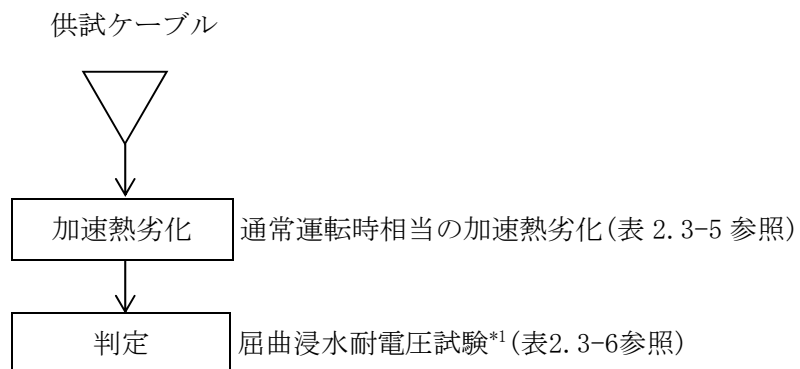 供試ケーブル
加速熱劣化 通常運転時相当の加速熱劣化(表 2.3-5 参照)
判定 屈曲浸水耐電圧試験*1(表2.3-6参照)